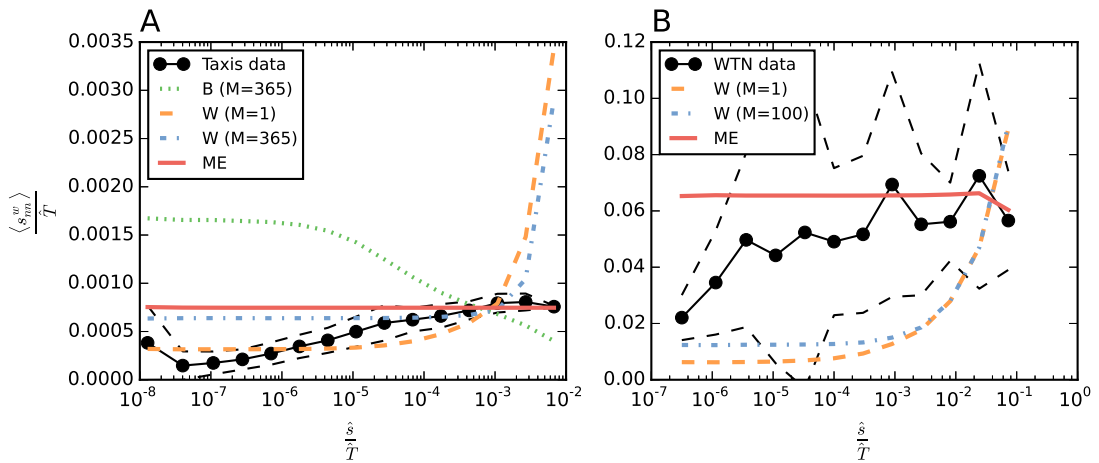 A
0.0035
0.0030
0.0025
0.0020
0.0015
0.0010
0.0005
0.0000
⟨s^w_nn⟩ / T̂
Taxis data
B (M=365)
W (M=1)
W (M=365)
ME
10^-8 10^-7 10^-6 10^-5 10^-4 10^-3 10^-2
ŝ / T̂
B
0.12
0.10
0.08
0.06
0.04
0.02
0.00
WTN data
W (M=1)
W (M=100)
ME
10^-7 10^-6 10^-5 10^-4 10^-3 10^-2 10^-1 10^0
ŝ / T̂